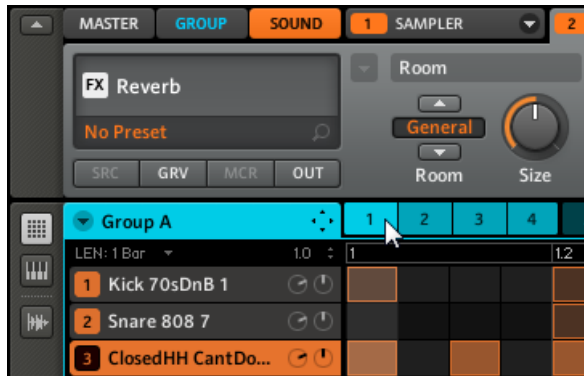 MASTER GROUP SOUND 1 SAMPLER 2
FX Reverb
No Preset
SRC GRV MCR OUT
Room
General
Room Size
Group A 1 2 3 4
LEN: 1 Bar 1.0 1 1.2
1 Kick 70sDnB 1
2 Snare 808 7
3 ClosedHH CantDo...